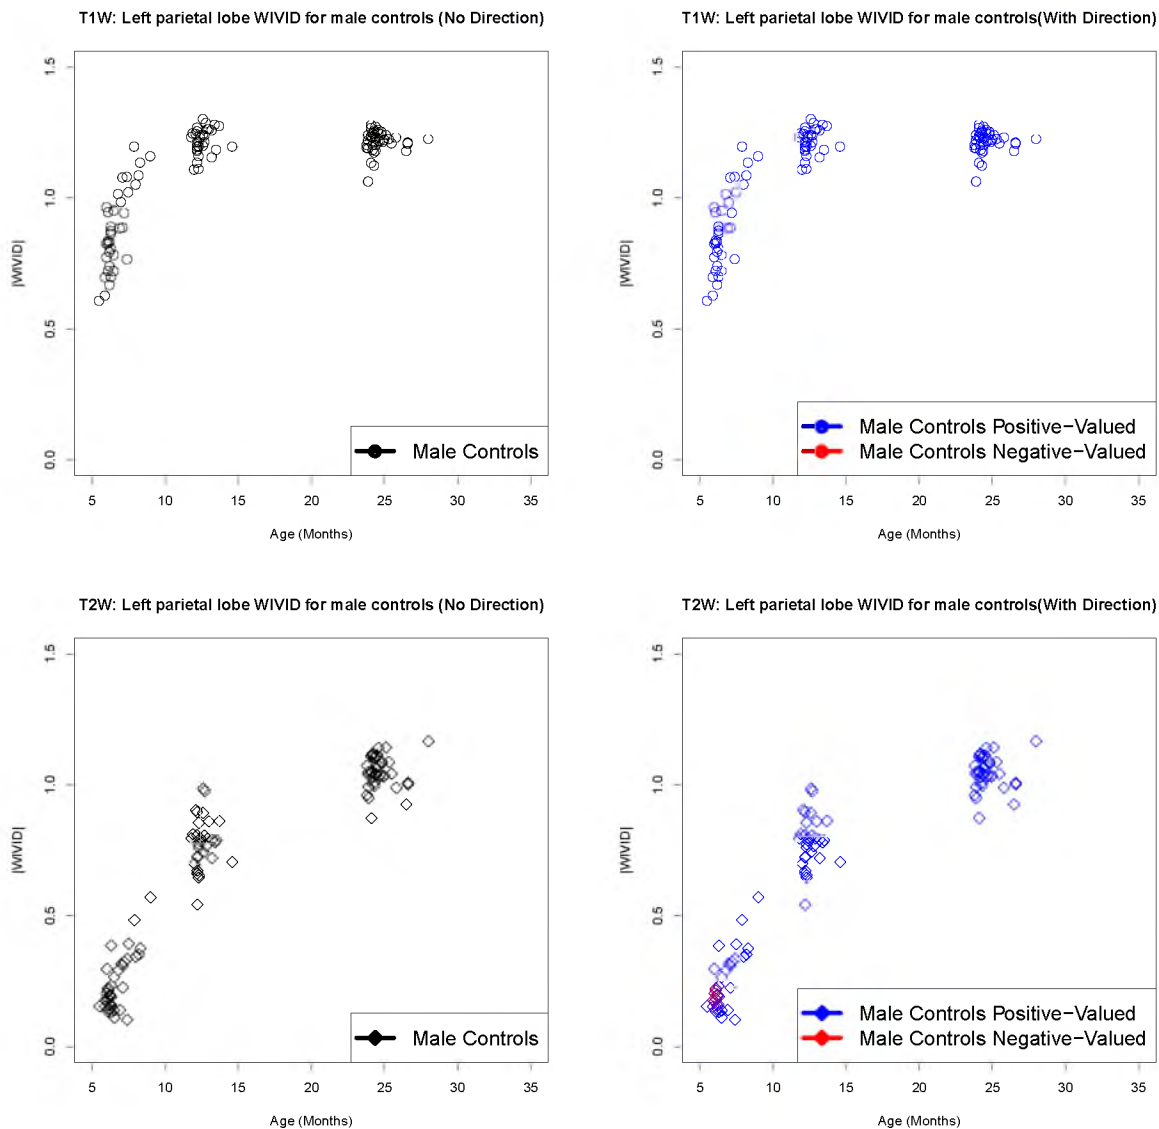 T1W: Left parietal lobe WIVID for male controls (No Direction)
|WIVID|
1.5
1.0
0.5
0.0
Male Controls
5 10 15 20 25 30 35
Age (Months)
T1W: Left parietal lobe WIVID for male controls(With Direction)
|WIVID|
1.5
1.0
0.5
0.0
Male Controls Positive−Valued
Male Controls Negative−Valued
5 10 15 20 25 30 35
Age (Months)
T2W: Left parietal lobe WIVID for male controls (No Direction)
|WIVID|
1.5
1.0
0.5
0.0
Male Controls
5 10 15 20 25 30 35
Age (Months)
T2W: Left parietal lobe WIVID for male controls(With Direction)
|WIVID|
1.5
1.0
0.5
0.0
Male Controls Positive−Valued
Male Controls Negative−Valued
5 10 15 20 25 30 35
Age (Months)